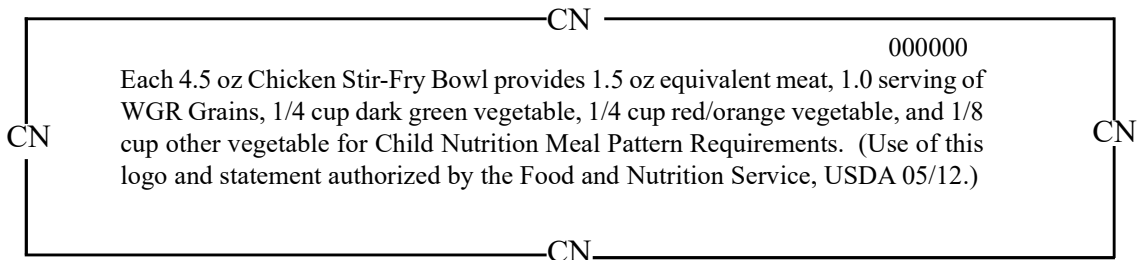 CN
000000
Each 4.5 oz Chicken Stir-Fry Bowl provides 1.5 oz equivalent meat, 1.0 serving of
WGR Grains, 1/4 cup dark green vegetable, 1/4 cup red/orange vegetable, and 1/8
CN
CN
cup other vegetable for Child Nutrition Meal Pattern Requirements.  (Use of this
logo and statement authorized by the Food and Nutrition Service, USDA 05/12.)
CN